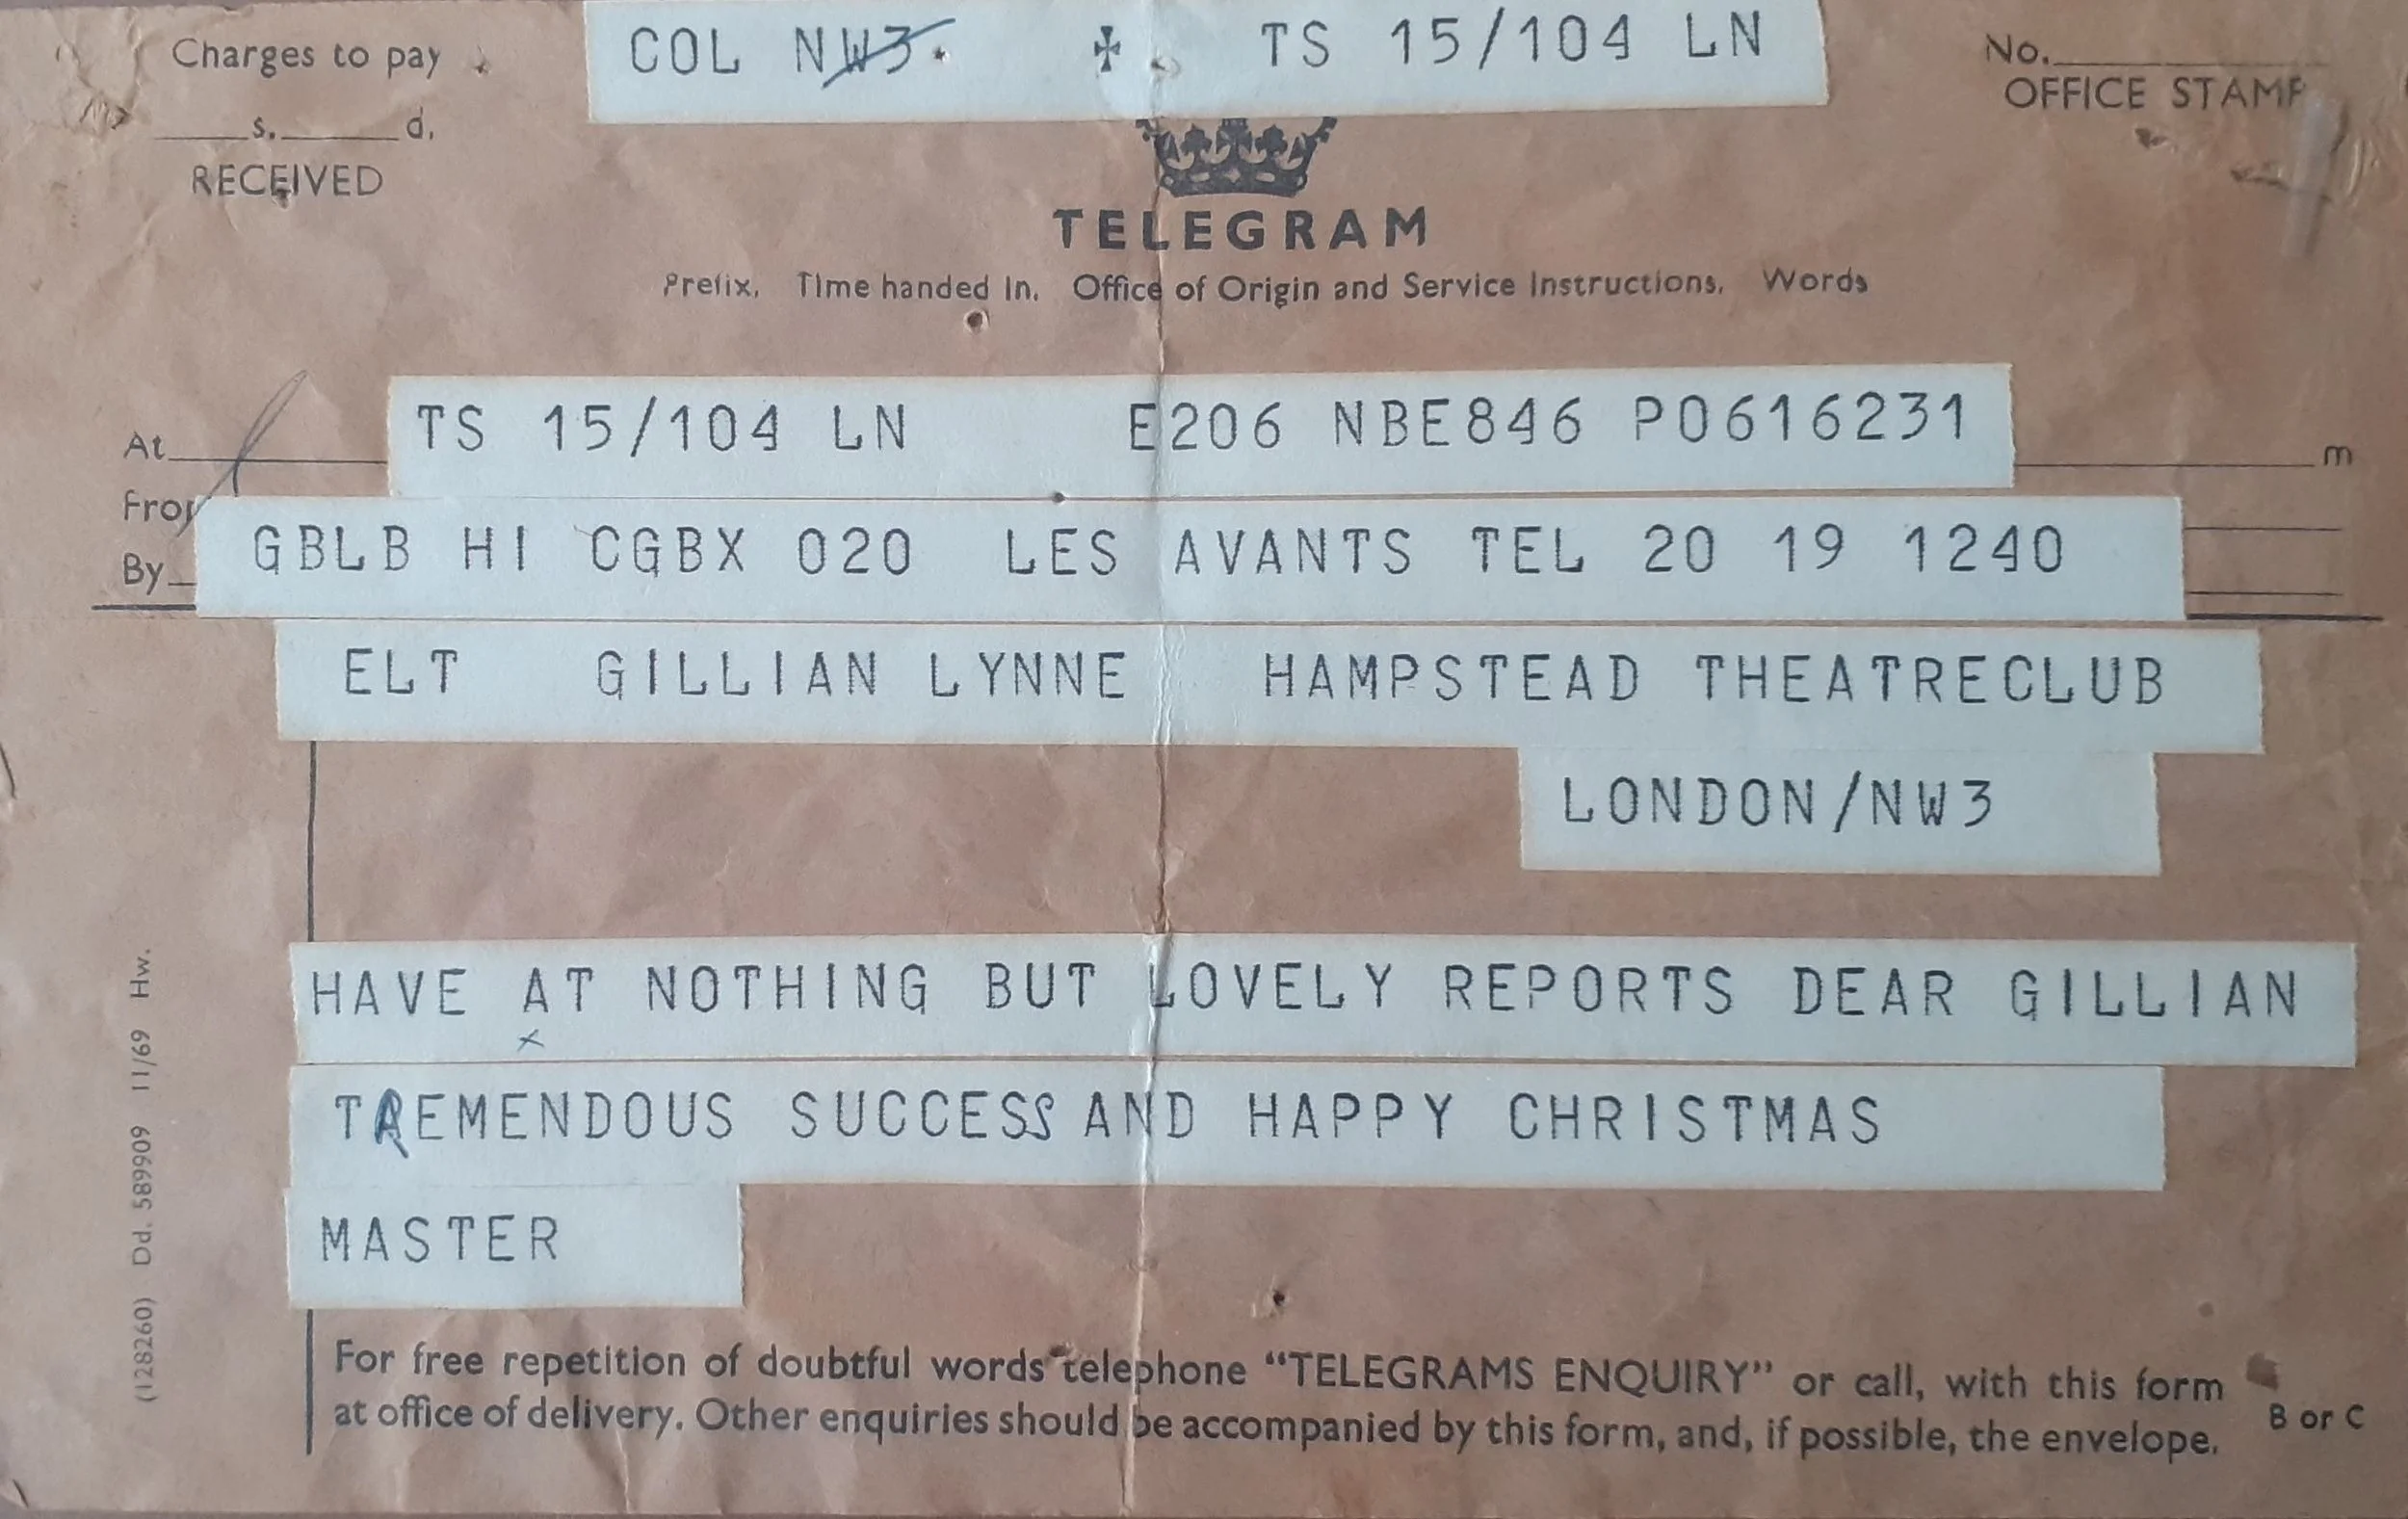 COL NW3. ✠ TS 15/104 LN
Charges to pay
____s.____d.
RECEIVED
No.
OFFICE STAMP
TELEGRAM
Prefix. Time handed in. Office of Origin and Service Instructions. Words
At
TS 15/104 LN E206 NBE846 P0616231
m
From
GBLB HI CGBX 020 LES AVANTS TEL 20 19 1240
By
ELT GILLIAN LYNNE HAMPSTEAD THEATRECLUB
LONDON/NW3
HAVE AT NOTHING BUT LOVELY REPORTS DEAR GILLIAN
x
TREMENDOUS SUCCESS AND HAPPY CHRISTMAS
MASTER
For free repetition of doubtful words telephone “TELEGRAMS ENQUIRY” or call, with this form
at office of delivery. Other enquiries should be accompanied by this form, and, if possible, the envelope.
B or C
(128260) Dd. 589909 11/69 Hw.